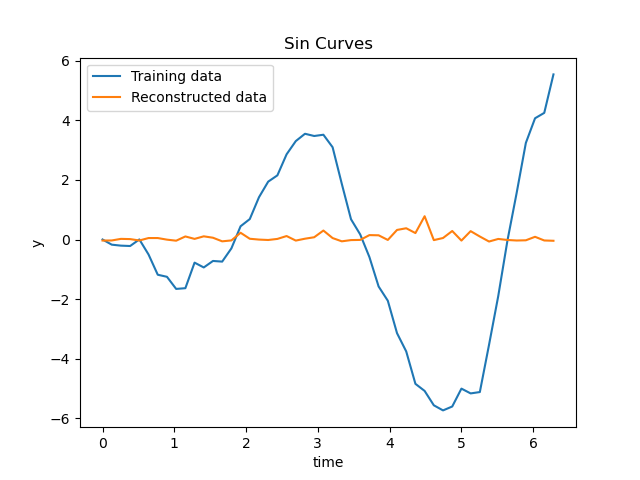 Sin Curves
Training data
Reconstructed data
6
4
2
0
−2
−4
−6
y
0 1 2 3 4 5 6
time